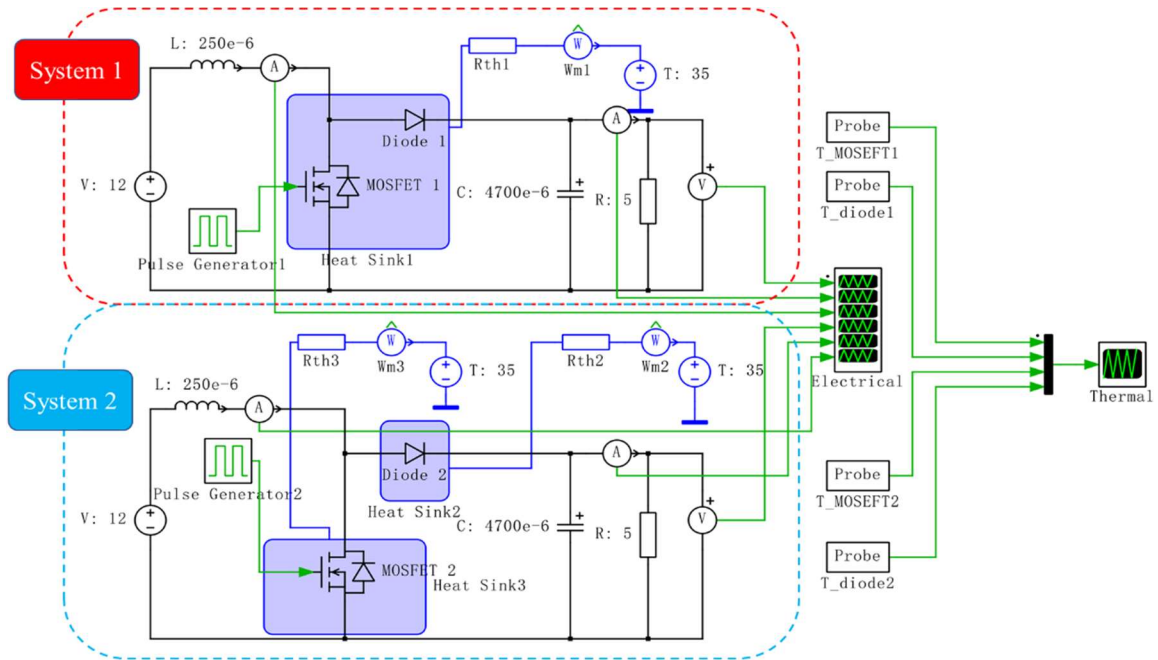 System 1
L: 250e-6
A
Rth1
W
Wm1
T: 35
V: 12
Diode 1
MOSFET 1
A
C: 4700e-6
R: 5
V
Pulse Generator1
Heat Sink1
Probe
T_MOSEFT1
Probe
T_diode1
System 2
Rth3
W
Wm3
T: 35
Rth2
W
Wm2
T: 35
Electrical
Thermal
L: 250e-6
A
Diode 2
Heat Sink2
A
Pulse Generator2
V: 12
C: 4700e-6
R: 5
V
MOSFET 2
Heat Sink3
Probe
T_MOSEFT2
Probe
T_diode2